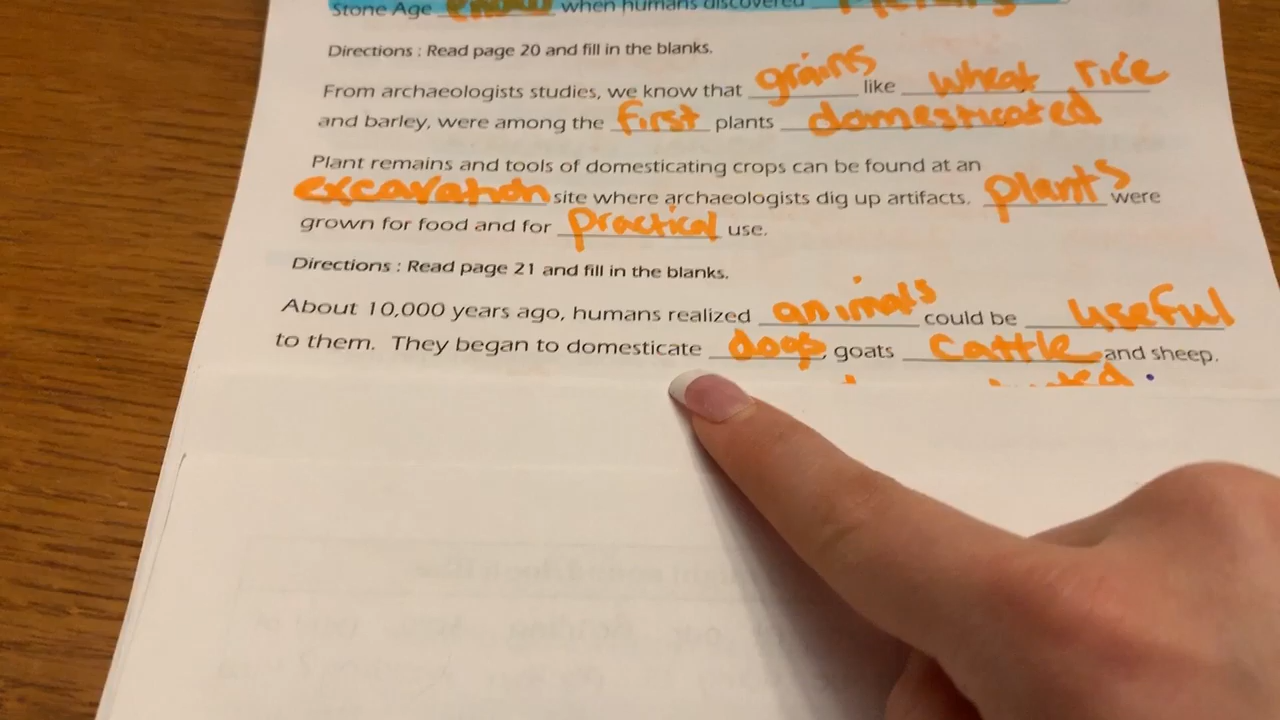 Stone Age ended when humans discovered
Directions : Read page 20 and fill in the blanks.
From archaeologists studies, we know that grains like wheat, rice
and barley, were among the first plants domesticated
Plant remains and tools of domesticating crops can be found at an
excavation site where archaeologists dig up artifacts. plants were
grown for food and for practical use.
Directions : Read page 21 and fill in the blanks.
About 10,000 years ago, humans realized animals could be useful
to them. They began to domesticate dogs, goats cattle and sheep.